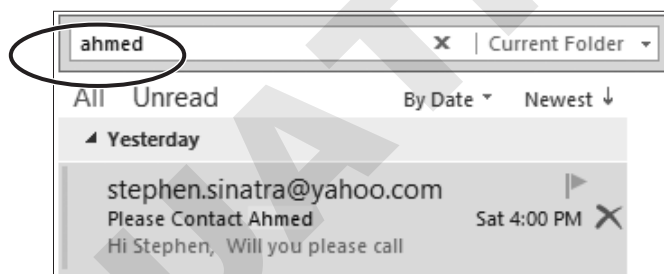 ahmed × | Current Folder
All Unread By Date Newest ↓
Yesterday
stephen.sinatra@yahoo.com
Please Contact Ahmed Sat 4:00 PM
Hi Stephen, Will you please call